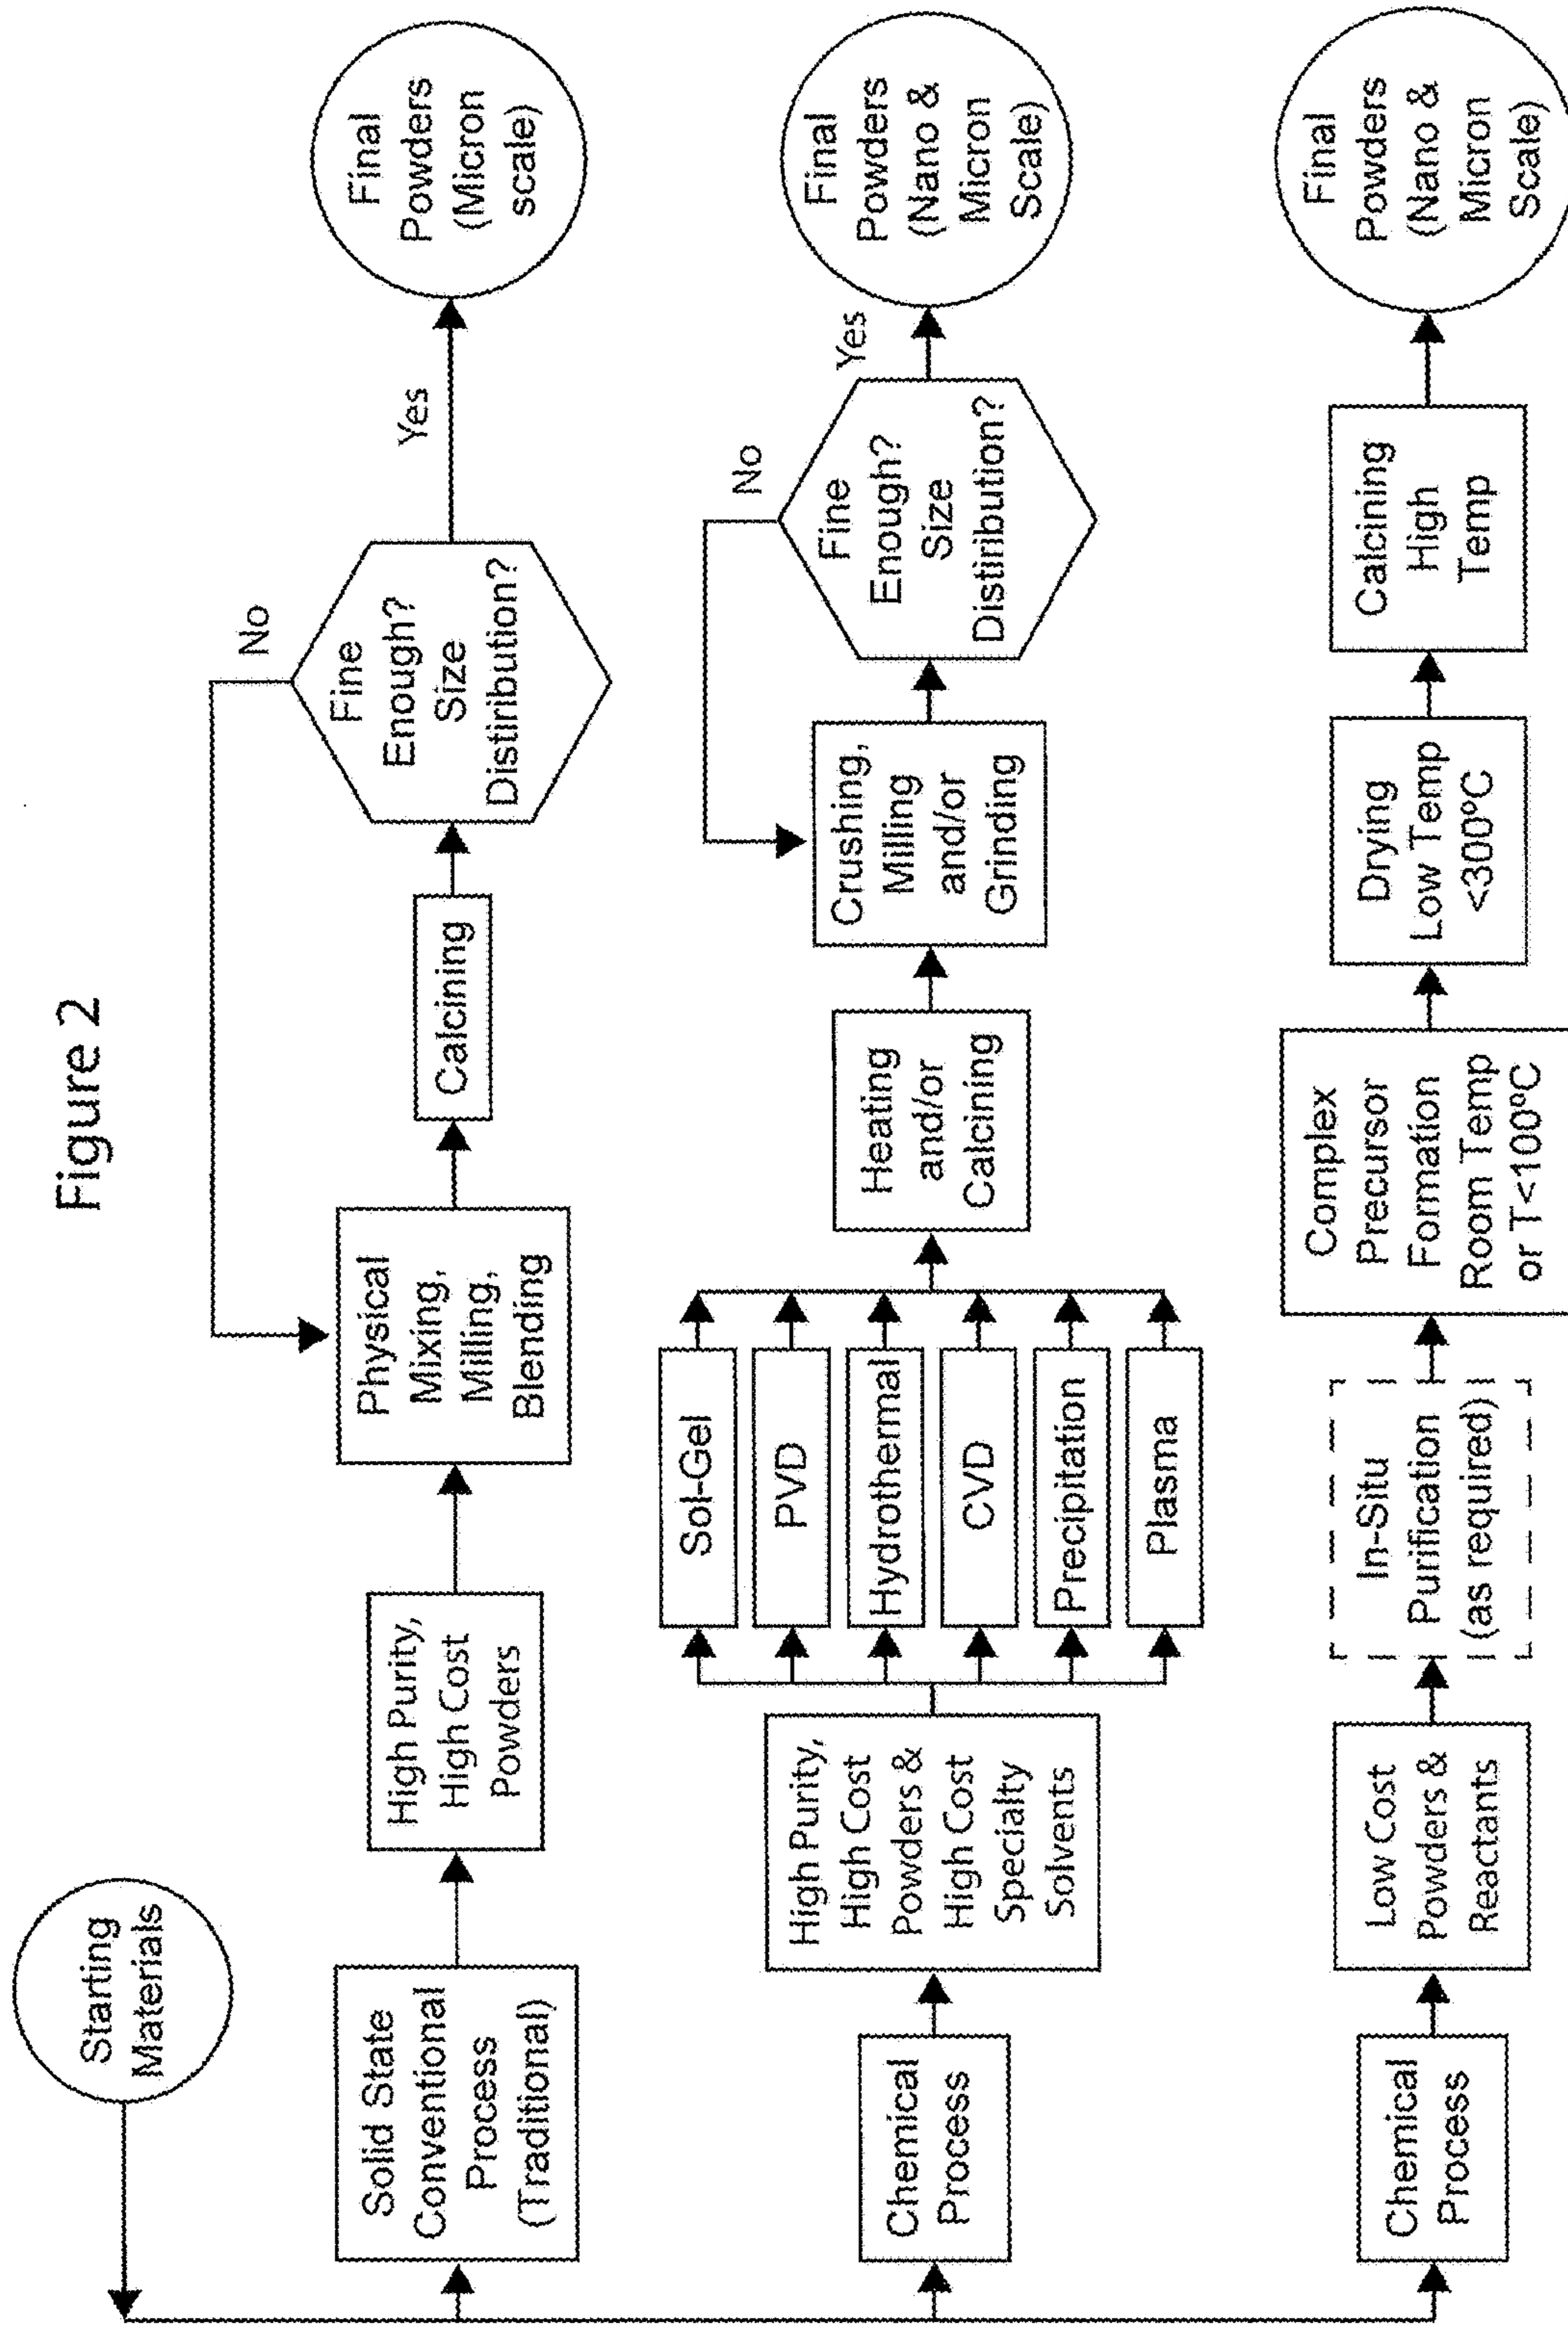 Figure 2
Starting
Materials
Solid State
Conventional
Process
(Traditional)
High Purity,
High Cost
Powders
Physical
Mixing,
Milling,
Blending
Calcining
Fine
Enough?
Size
Distiribution?
No
Yes
Final
Powders
(Micron
scale)
Chemical
Process
High Purity,
High Cost
Powders &
High Cost
Specialty
Solvents
Sol-Gel
PVD
Hydrothermal
CVD
Precipitation
Plasma
Heating
and/or
Calcining
Crushing,
Milling
and/or
Grinding
Fine
Enough?
Size
Distiribution?
No
Yes
Final
Powders
(Nano &
Micron
Scale)
Chemical
Process
Low Cost
Powders &
Reactants
In-Situ
Purification
(as required)
Complex
Precursor
Formation
Room Temp
or T<100ºC
Drying
Low Temp
<300ºC
Calcining
High
Temp
Final
Powders
(Nano &
Micron
Scale)